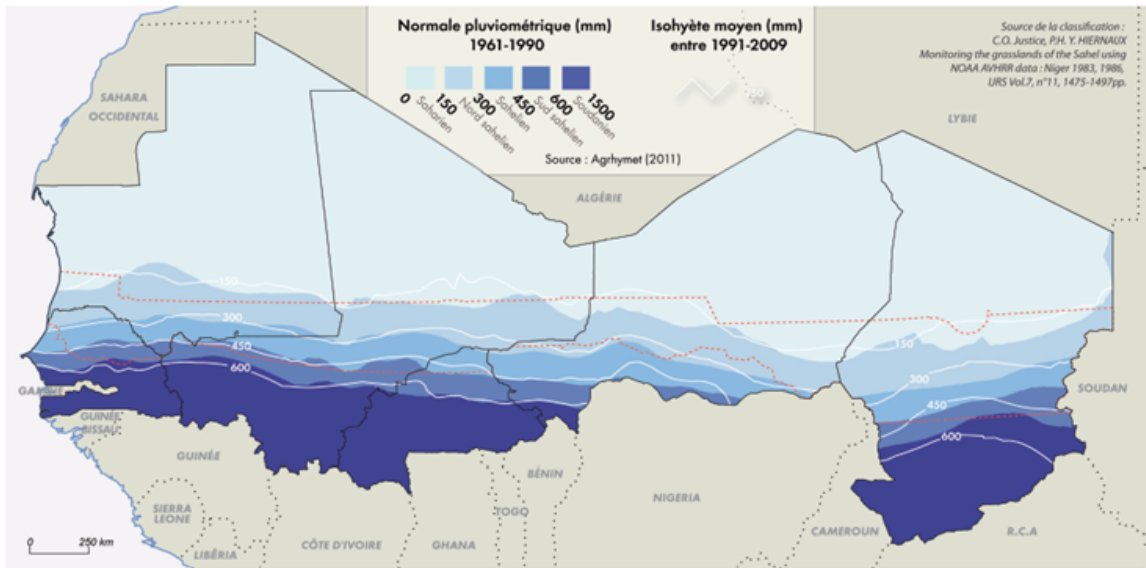 Normale pluviométrique (mm)
1961-1990
0
150
300
450
600
1500
Saharien
Nord sahelien
Sahelien
Sud sahelien
Soudanien
Isohyète moyen (mm)
entre 1991-2009
150
Source : Agrhymet (2011)
Source de la classification :
C.O. Justice, P.H. Y. HIERNAUX
Monitoring the grasslands of the Sahel using
NOAA AVHRR data : Niger 1983, 1986,
IJRS Vol.7, n°11, 1475-1497pp.
SAHARA
OCCIDENTAL
LYBIE
ALGÉRIE
150
300
450
600
150
300
450
600
SOUDAN
GUINÉE
BISSAU
GUINÉE
SIERRA
LEONE
LIBÉRIA
CÔTE D'IVOIRE
GHANA
TOGO
BÉNIN
NIGERIA
CAMEROUN
R.C.A
0
250 km